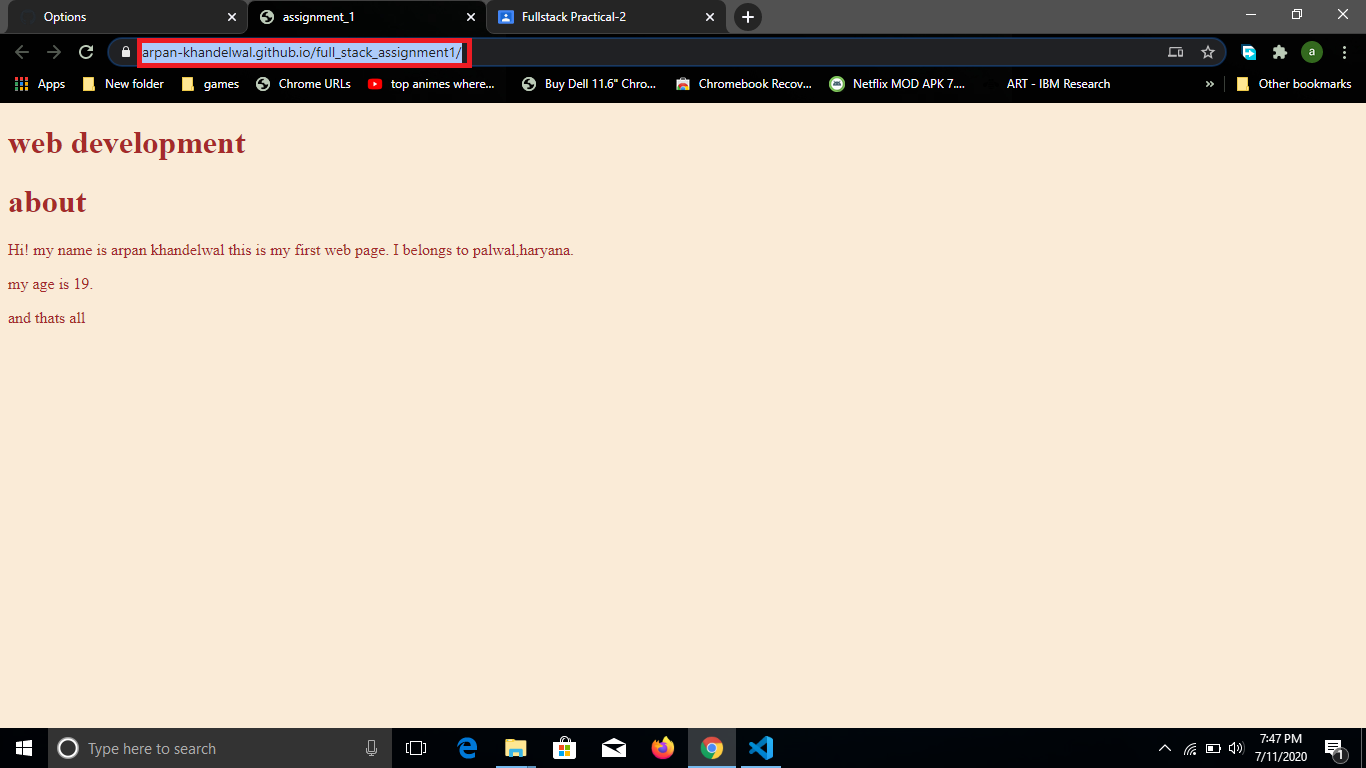 Options
assignment_1
Fullstack Practical-2
arpan-khandelwal.github.io/full_stack_assignment1/
a
Apps
New folder
games
Chrome URLs
top animes where...
Buy Dell 11.6" Chro...
Chromebook Recov...
Netflix MOD APK 7....
ART - IBM Research
»
Other bookmarks
web development
about
Hi! my name is arpan khandelwal this is my first web page. I belongs to palwal,haryana.
my age is 19.
and thats all
Type here to search
7:47 PM
7/11/2020
1